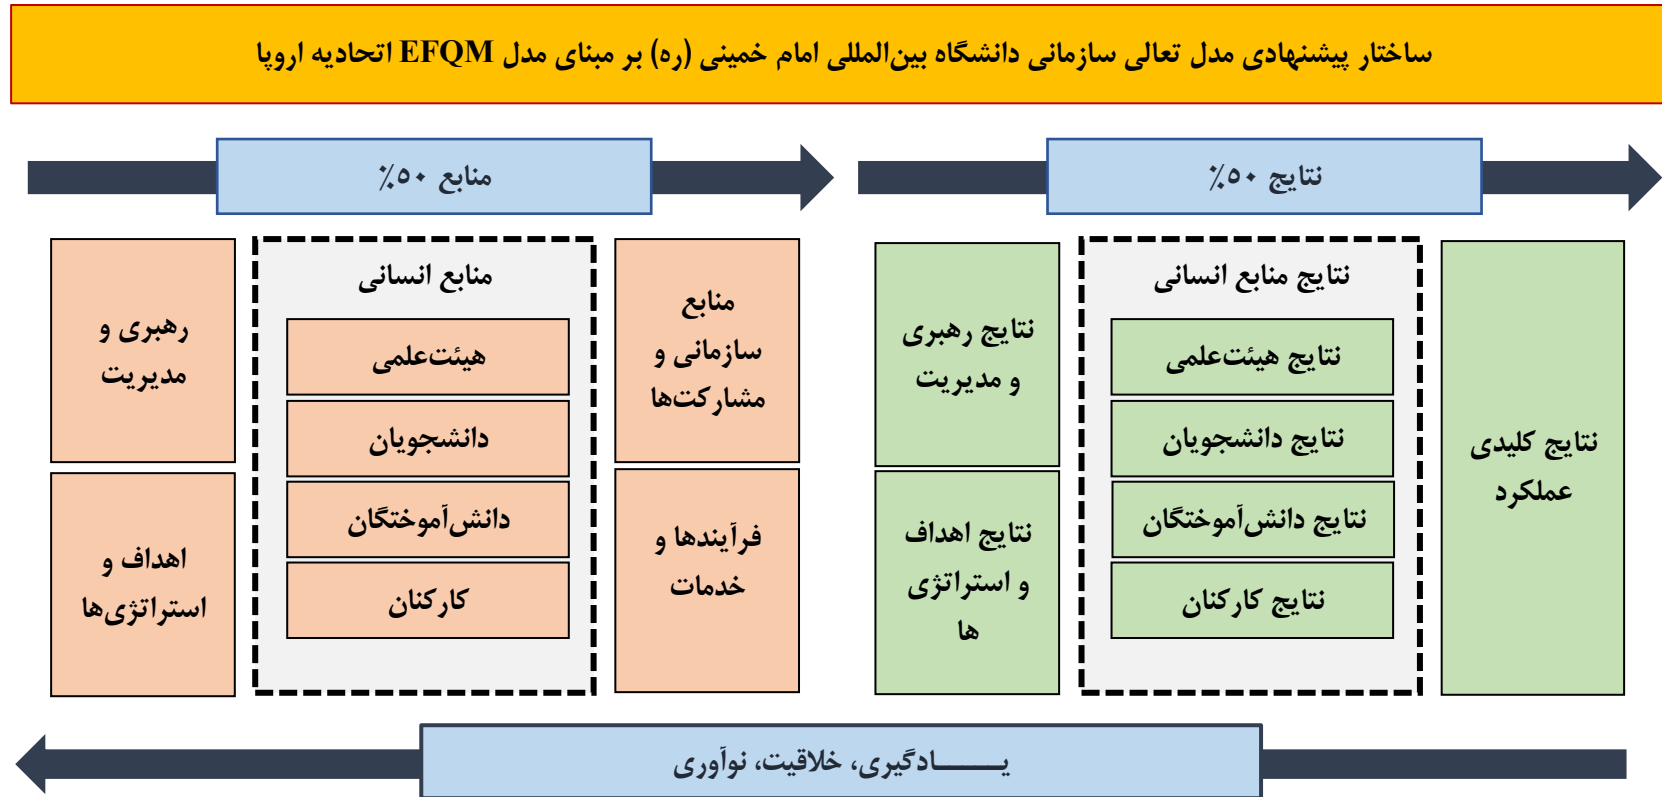 ساختار پیشنهادی مدل تعالی سازمانی دانشگاه بین‌المللی امام خمینی (ره) بر مبنای مدل EFQM اتحادیه اروپا
منابع ۵۰٪
نتایج ۵۰٪
رهبری و
مدیریت
اهداف و
استراتژی‌ها
منابع انسانی
هیئت‌علمی
دانشجویان
دانش‌آموختگان
کارکنان
منابع
سازمانی و
مشارکت‌ها
فرآیندها و
خدمات
نتایج رهبری
و مدیریت
نتایج اهداف
و استراتژی
ها
نتایج منابع انسانی
نتایج هیئت‌علمی
نتایج دانشجویان
نتایج دانش‌آموختگان
نتایج کارکنان
نتایج کلیدی
عملکرد
یـــــــادگیری، خلاقیت، نوآوری